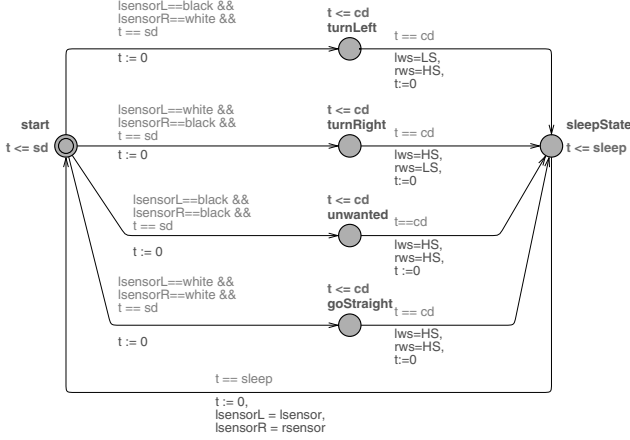 lsensorL==black &&
lsensorR==white &&
t == sd
t := 0
t <= cd
turnLeft
t == cd
lws=LS,
rws=HS,
t:=0
start
t <= sd
lsensorL==white &&
lsensorR==black &&
t == sd
t := 0
t <= cd
turnRight
t == cd
lws=HS,
rws=LS,
t:=0
sleepState
t <= sleep
lsensorL==black &&
lsensorR==black &&
t == sd
t := 0
t <= cd
unwanted
t==cd
lws=HS,
rws=HS,
t :=0
lsensorL==white &&
lsensorR==white &&
t == sd
t := 0
t <= cd
goStraight
t == cd
lws=HS,
rws=HS,
t:=0
t == sleep
t := 0,
lsensorL = lsensor,
lsensorR = rsensor